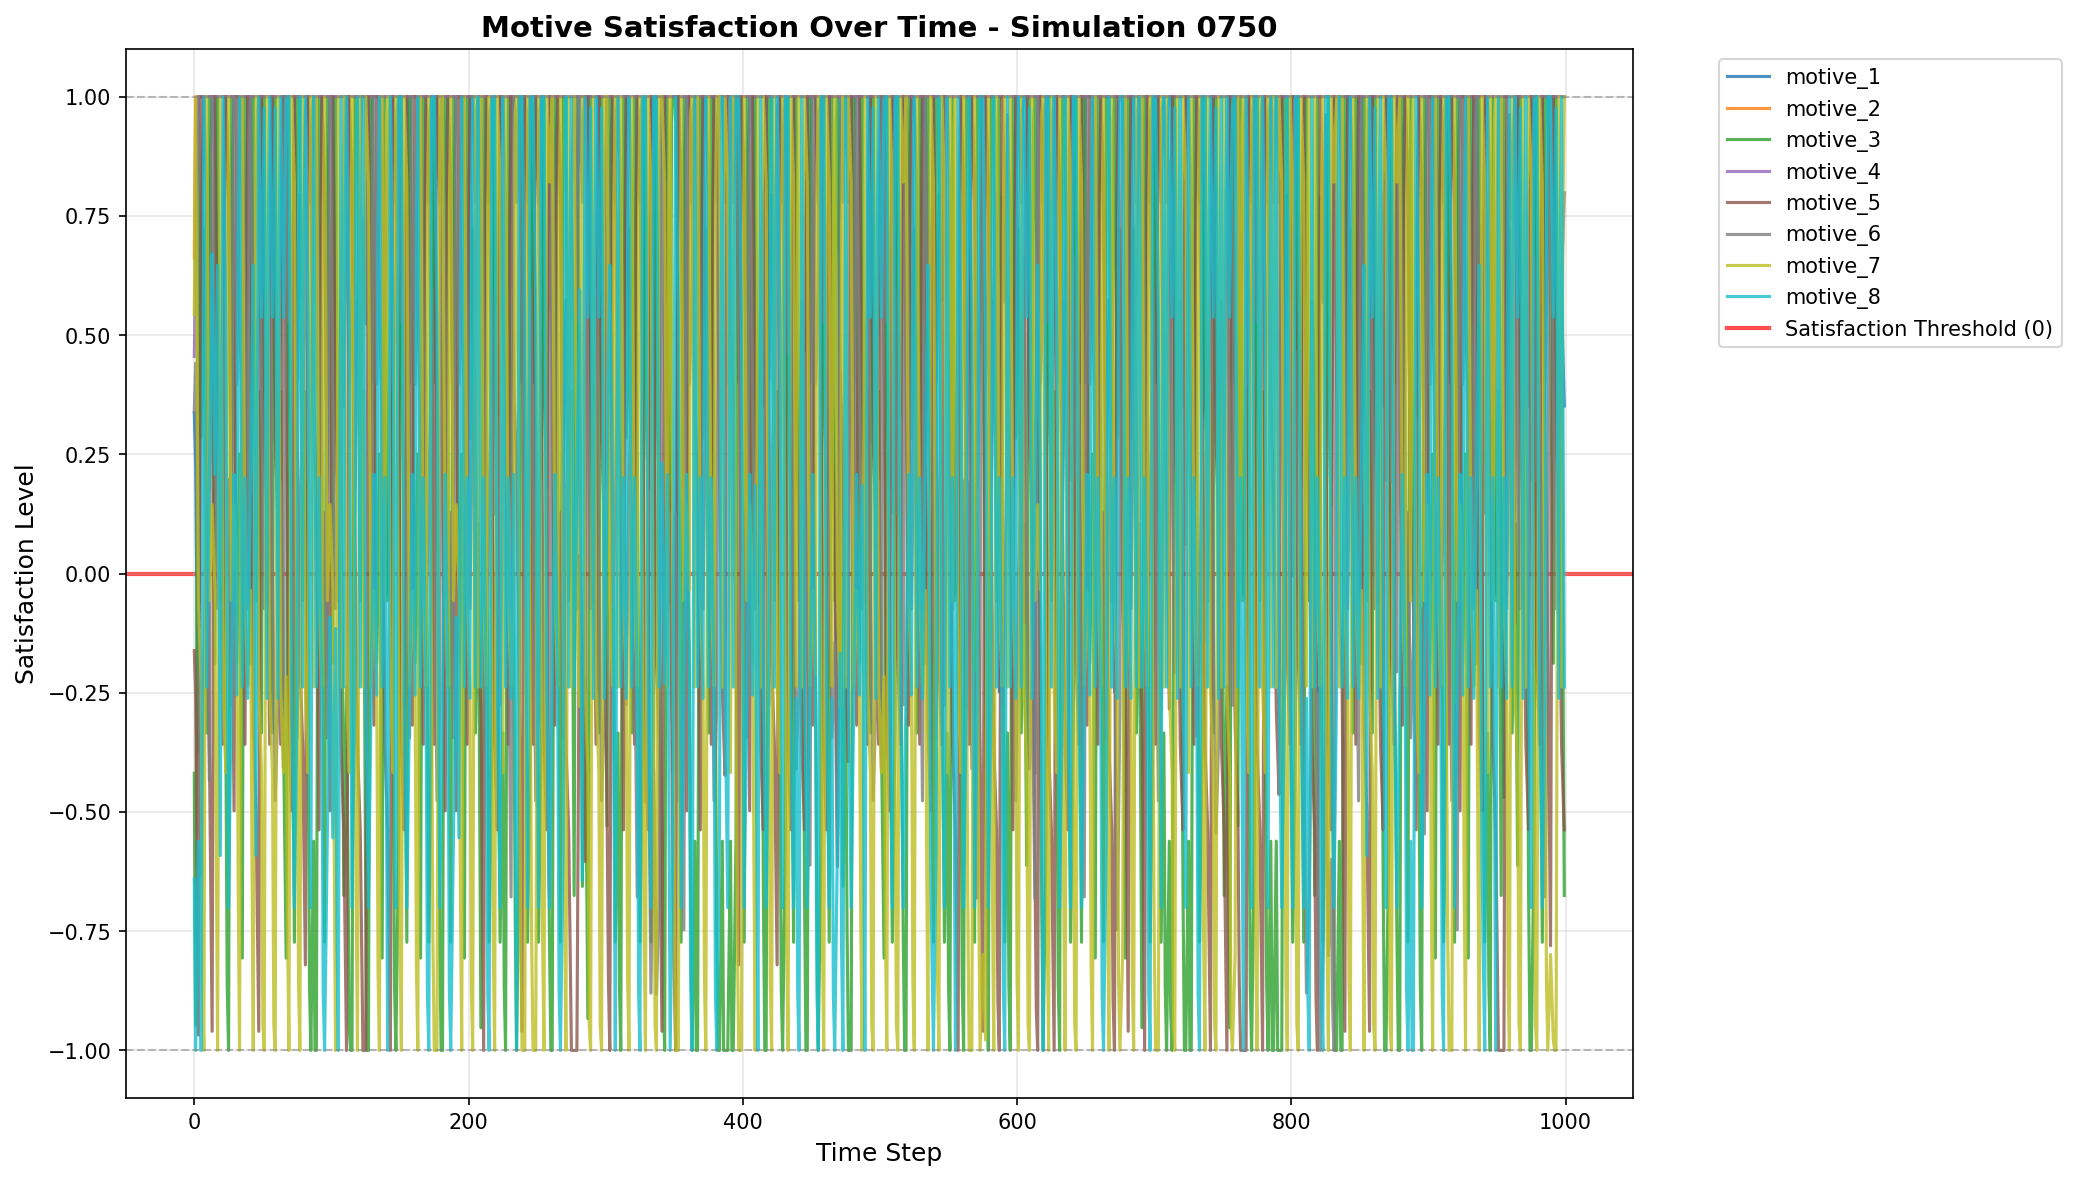 Motive Satisfaction Over Time - Simulation 0750
1.00
0.75
0.50
0.25
0.00
−0.25
−0.50
−0.75
−1.00
Satisfaction Level
0 200 400 600 800 1000
Time Step
motive_1
motive_2
motive_3
motive_4
motive_5
motive_6
motive_7
motive_8
Satisfaction Threshold (0)